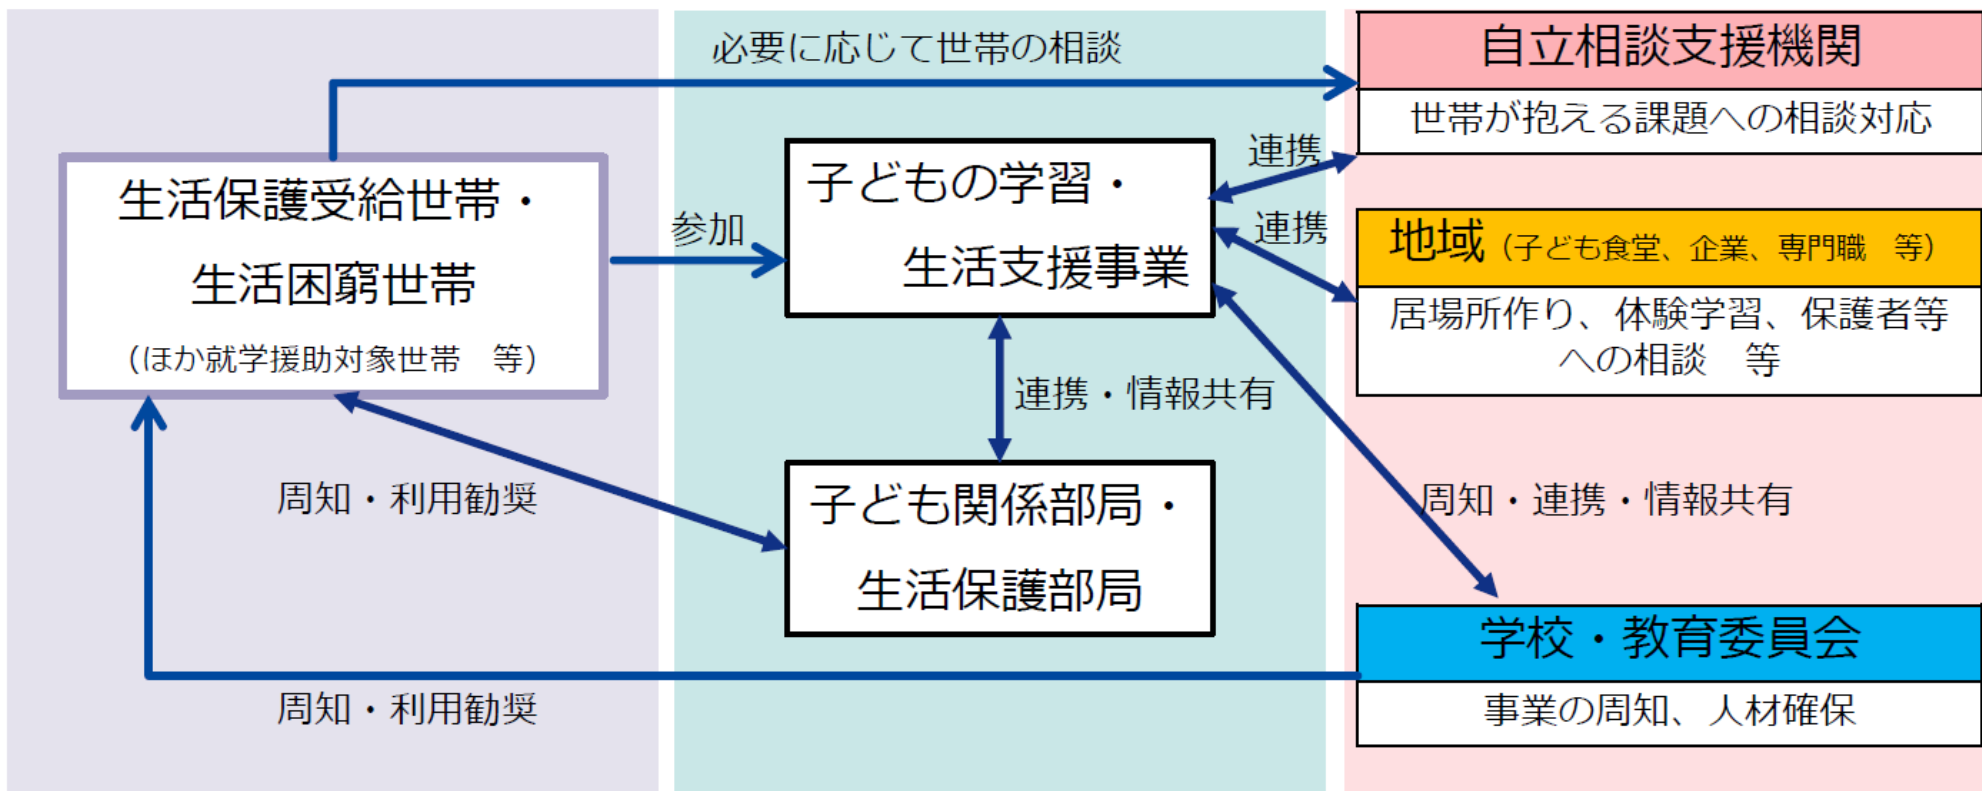 必要に応じて世帯の相談
自立相談支援機関
世帯が抱える課題への相談対応
生活保護受給世帯・
生活困窮世帯
（ほか就学援助対象世帯　等）
参加
子どもの学習・
生活支援事業
連携
連携
地域（子ども食堂、企業、専門職　等）
居場所作り、体験学習、保護者等
への相談　等
連携・情報共有
周知・利用勧奨
子ども関係部局・
生活保護部局
周知・連携・情報共有
学校・教育委員会
事業の周知、人材確保
周知・利用勧奨